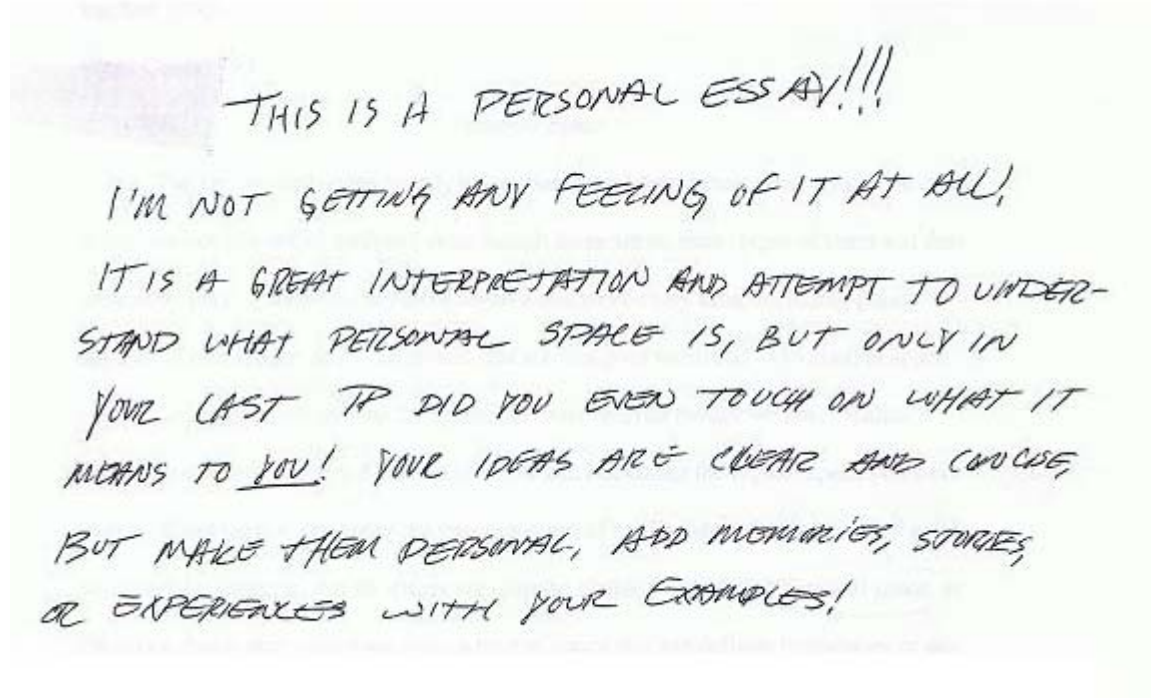 THIS IS A PERSONAL ESSAY!!!
I'M NOT GETTING ANY FEELING OF IT AT ALL!
IT IS A GREAT INTERPRETATION AND ATTEMPT TO UNDER-
STAND WHAT PERSONAL SPACE IS, BUT ONLY IN
YOUR LAST TP DID YOU EVEN TOUCH ON WHAT IT
MEANS TO YOU! YOUR IDEAS ARE CLEAR AND CONCISE,
BUT MAKE THEM PERSONAL, ADD MEMORIES, STORIES,
OR EXPERIENCES WITH YOUR EXAMPLES!